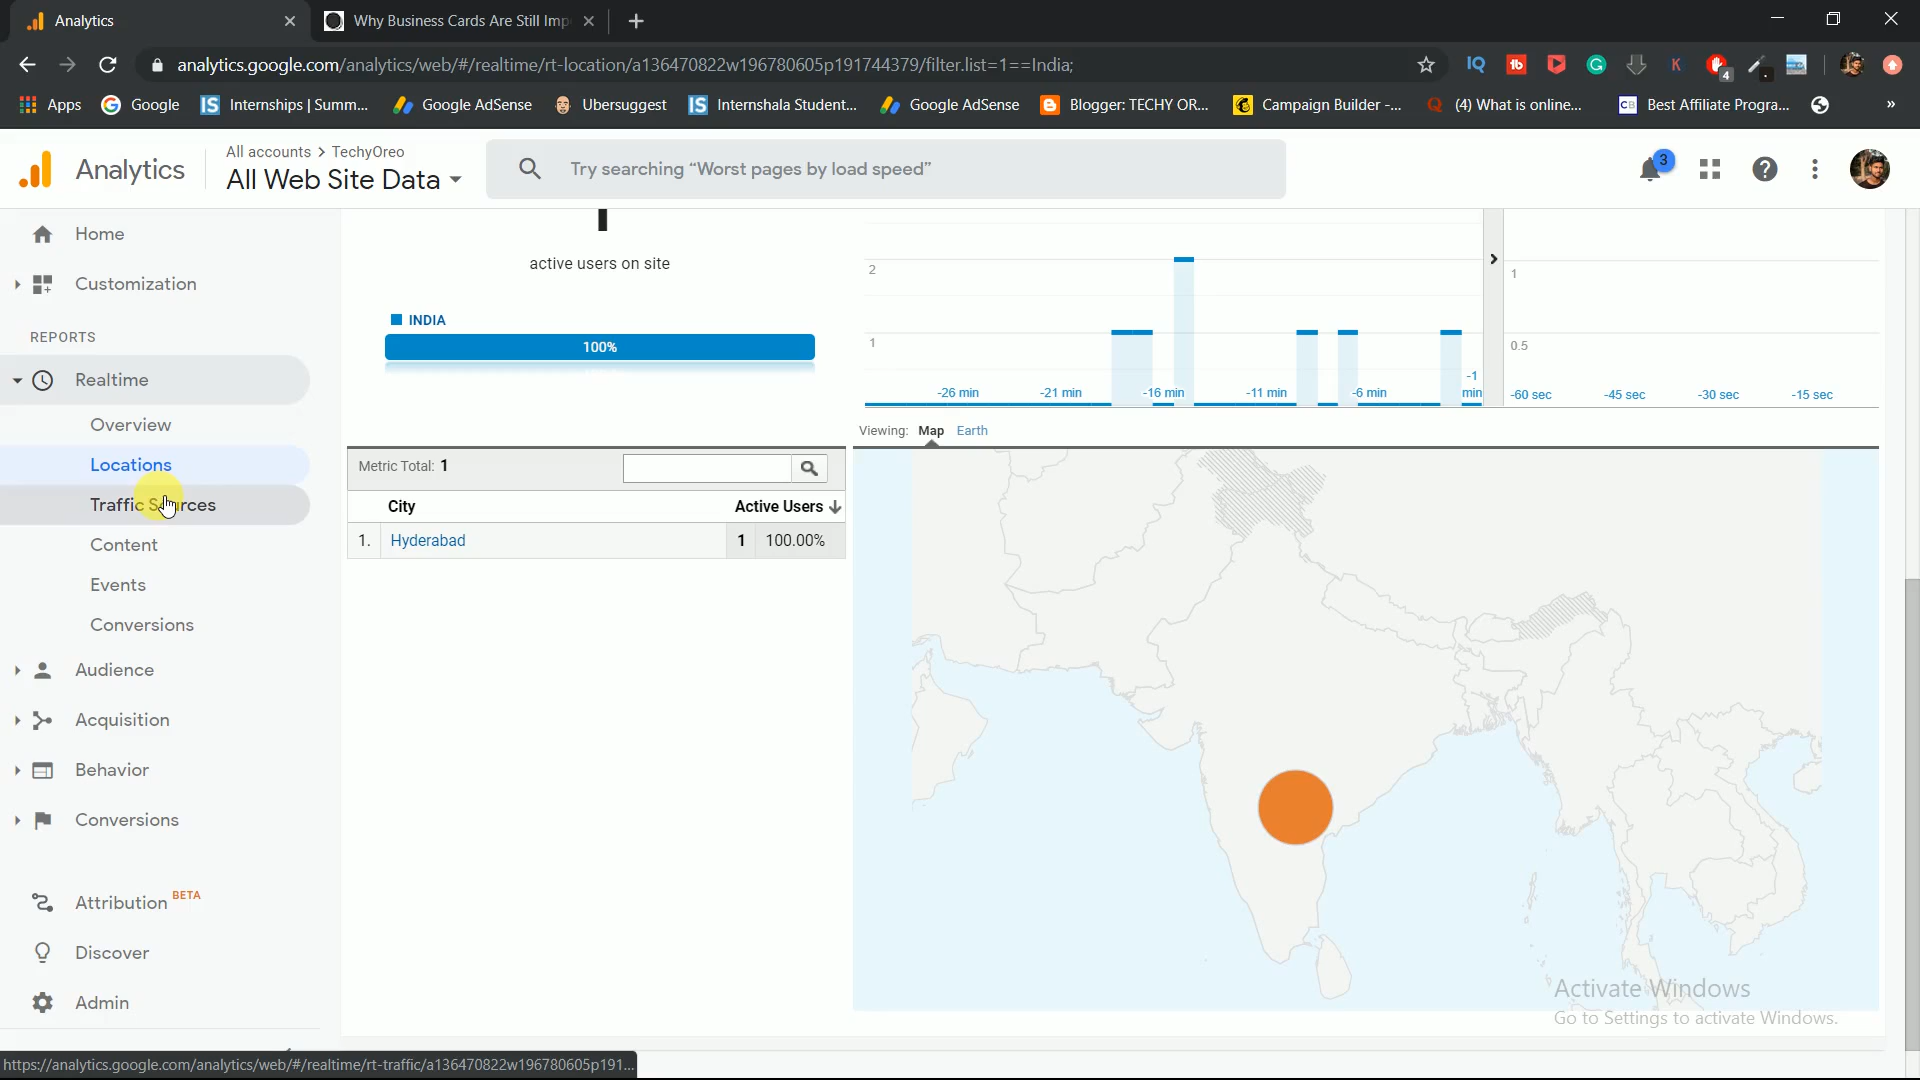 Analytics
Why Business Cards Are Still Imp
analytics.google.com/analytics/web/#/realtime/rt-location/a136470822w196780605p191744379/filter.list=1==India;
IQ
tb
G
K
4
Apps
Google
IS Internships | Summ...
Google AdSense
Ubersuggest
IS Internshala Student...
Google AdSense
Blogger: TECHY OR...
Campaign Builder -...
(4) What is online...
CB Best Affiliate Progra...
»
Analytics
All accounts > TechyOreo
All Web Site Data
Try searching “Worst pages by load speed”
3
Home
Customization
REPORTS
Realtime
Overview
Locations
Traffic Sources
Content
Events
Conversions
Audience
Acquisition
Behavior
Conversions
Attribution BETA
Discover
Admin
active users on site
INDIA
100%
2
1
-26 min
-21 min
-16 min
-11 min
-6 min
-1
min
1
0.5
-60 sec
-45 sec
-30 sec
-15 sec
Viewing: Map Earth
Metric Total: 1
City
Active Users
1. Hyderabad 1 100.00%
Activate Windows
Go to Settings to activate Windows.
https://analytics.google.com/analytics/web/#/realtime/rt-traffic/a136470822w196780605p191...